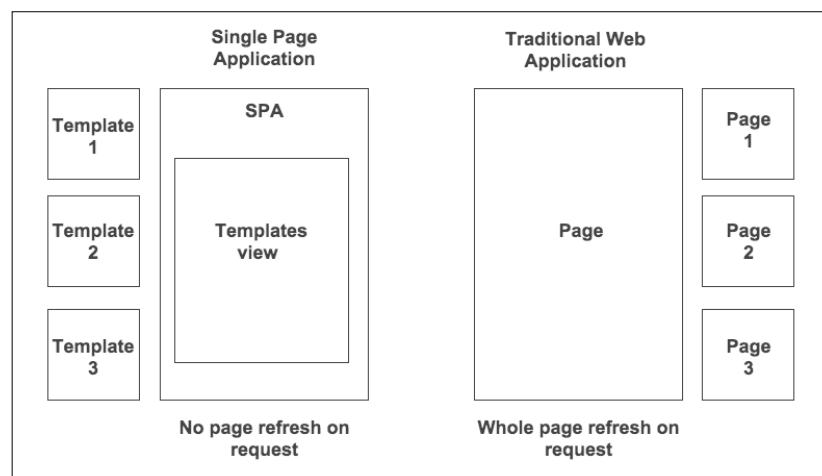 Single Page
Application
Traditional Web
Application
Template
1
Template
2
Template
3
SPA
Templates
view
Page
Page
1
Page
2
Page
3
No page refresh on
request
Whole page refresh on
request